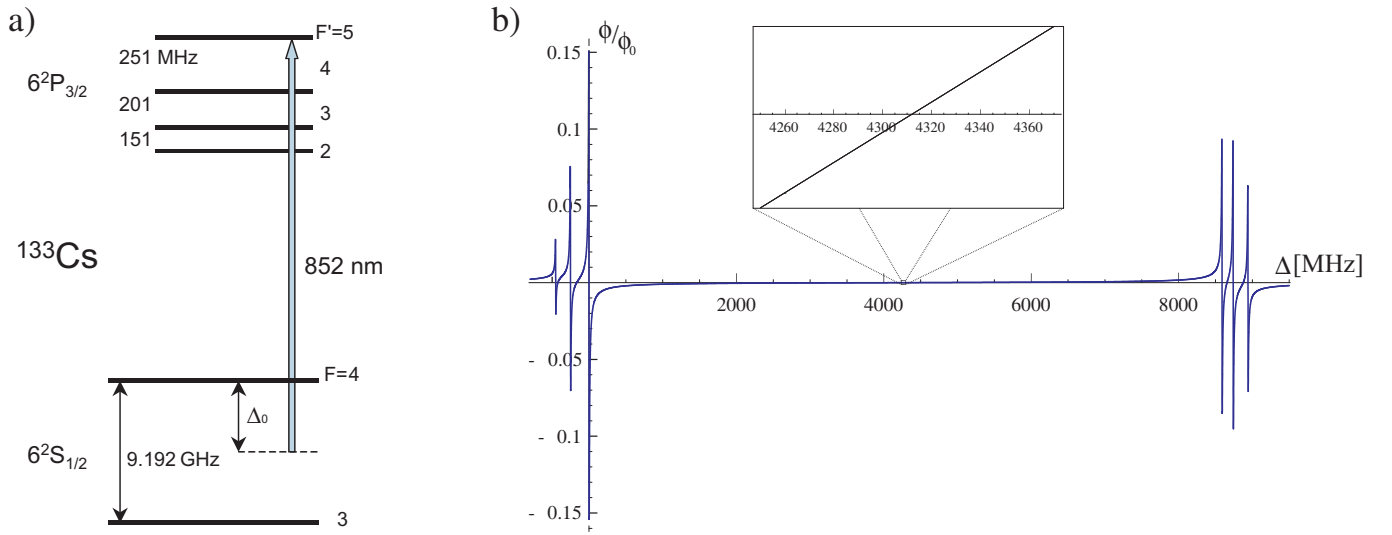 a)
F'=5
251 MHz
4
6²P₃/₂
201
3
151
2
¹³³Cs
852 nm
F=4
Δ₀
6²S₁/₂
9.192 GHz
3
b)
ϕ/ϕ₀
0.15
0.1
0.05
- 0.05
- 0.1
- 0.15
4260 4280 4300 4320 4340 4360
Δ[MHz]
2000 4000 6000 8000